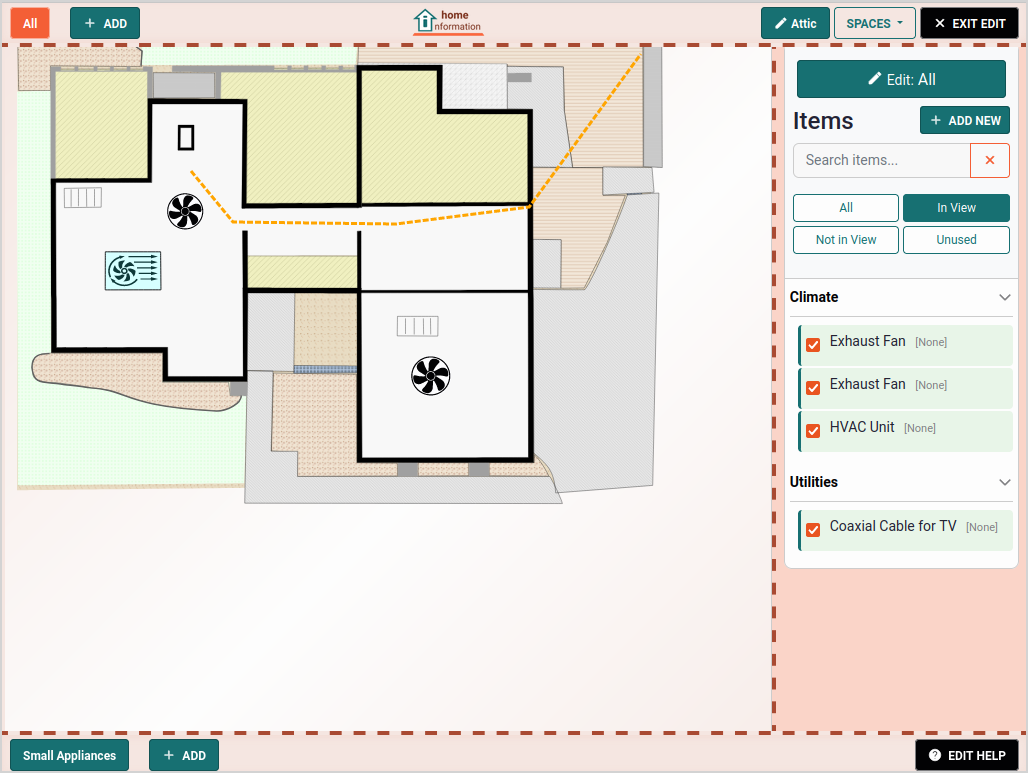 All
ADD
home
information
Attic
SPACES
EXIT EDIT
Edit: All
Items
ADD NEW
Search items...
All
In View
Not in View
Unused
Climate
Exhaust Fan [None]
Exhaust Fan [None]
HVAC Unit [None]
Utilities
Coaxial Cable for TV [None]
Small Appliances
ADD
EDIT HELP